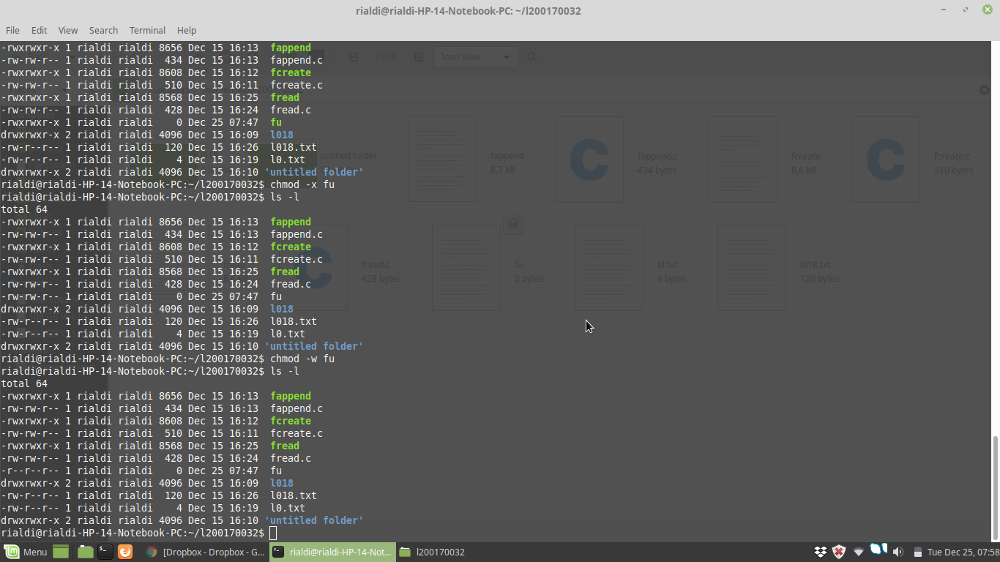 rialdi@rialdi-HP-14-Notebook-PC: ~/l200170032
File Edit View Search Terminal Help
-rwxrwxr-x 1 rialdi rialdi 8656 Dec 15 16:13 fappend
-rw-rw-r-- 1 rialdi rialdi  434 Dec 15 16:13 fappend.c
-rwxrwxr-x 1 rialdi rialdi 8608 Dec 15 16:12 fcreate
-rw-rw-r-- 1 rialdi rialdi  510 Dec 15 16:11 fcreate.c
-rwxrwxr-x 1 rialdi rialdi 8568 Dec 15 16:25 fread
-rw-rw-r-- 1 rialdi rialdi  428 Dec 15 16:24 fread.c
-rwxrwxr-x 1 rialdi rialdi    0 Dec 25 07:47 fu
drwxrwxr-x 2 rialdi rialdi 4096 Dec 15 16:09 l018
-rw-r--r-- 1 rialdi rialdi  120 Dec 15 16:26 l018.txt
-rw-r--r-- 1 rialdi rialdi    4 Dec 15 16:19 l0.txt
drwxrwxr-x 2 rialdi rialdi 4096 Dec 15 16:10 'untitled folder'
rialdi@rialdi-HP-14-Notebook-PC:~/l200170032$ chmod -x fu
rialdi@rialdi-HP-14-Notebook-PC:~/l200170032$ ls -l
total 64
-rwxrwxr-x 1 rialdi rialdi 8656 Dec 15 16:13 fappend
-rw-rw-r-- 1 rialdi rialdi  434 Dec 15 16:13 fappend.c
-rwxrwxr-x 1 rialdi rialdi 8608 Dec 15 16:12 fcreate
-rw-rw-r-- 1 rialdi rialdi  510 Dec 15 16:11 fcreate.c
-rwxrwxr-x 1 rialdi rialdi 8568 Dec 15 16:25 fread
-rw-rw-r-- 1 rialdi rialdi  428 Dec 15 16:24 fread.c
-rw-rw-r-- 1 rialdi rialdi    0 Dec 25 07:47 fu
drwxrwxr-x 2 rialdi rialdi 4096 Dec 15 16:09 l018
-rw-r--r-- 1 rialdi rialdi  120 Dec 15 16:26 l018.txt
-rw-r--r-- 1 rialdi rialdi    4 Dec 15 16:19 l0.txt
drwxrwxr-x 2 rialdi rialdi 4096 Dec 15 16:10 'untitled folder'
rialdi@rialdi-HP-14-Notebook-PC:~/l200170032$ chmod -w fu
rialdi@rialdi-HP-14-Notebook-PC:~/l200170032$ ls -l
total 64
-rwxrwxr-x 1 rialdi rialdi 8656 Dec 15 16:13 fappend
-rw-rw-r-- 1 rialdi rialdi  434 Dec 15 16:13 fappend.c
-rwxrwxr-x 1 rialdi rialdi 8608 Dec 15 16:12 fcreate
-rw-rw-r-- 1 rialdi rialdi  510 Dec 15 16:11 fcreate.c
-rwxrwxr-x 1 rialdi rialdi 8568 Dec 15 16:25 fread
-rw-rw-r-- 1 rialdi rialdi  428 Dec 15 16:24 fread.c
-r--r--r-- 1 rialdi rialdi    0 Dec 25 07:47 fu
drwxrwxr-x 2 rialdi rialdi 4096 Dec 15 16:09 l018
-rw-r--r-- 1 rialdi rialdi  120 Dec 15 16:26 l018.txt
-rw-r--r-- 1 rialdi rialdi    4 Dec 15 16:19 l0.txt
drwxrwxr-x 2 rialdi rialdi 4096 Dec 15 16:10 'untitled folder'
rialdi@rialdi-HP-14-Notebook-PC:~/l200170032$
150% Icon View
untitled folder
fappend
8,7 kB
fappend.c
434 bytes
fcreate
8,6 kB
fcreate.c
510 bytes
fread.c
428 bytes
fu
0 bytes
l0.txt
4 bytes
l018.txt
120 bytes
Menu [Dropbox - Dropbox - G... rialdi@rialdi-HP-14-Not... l200170032 Tue Dec 25, 07:58